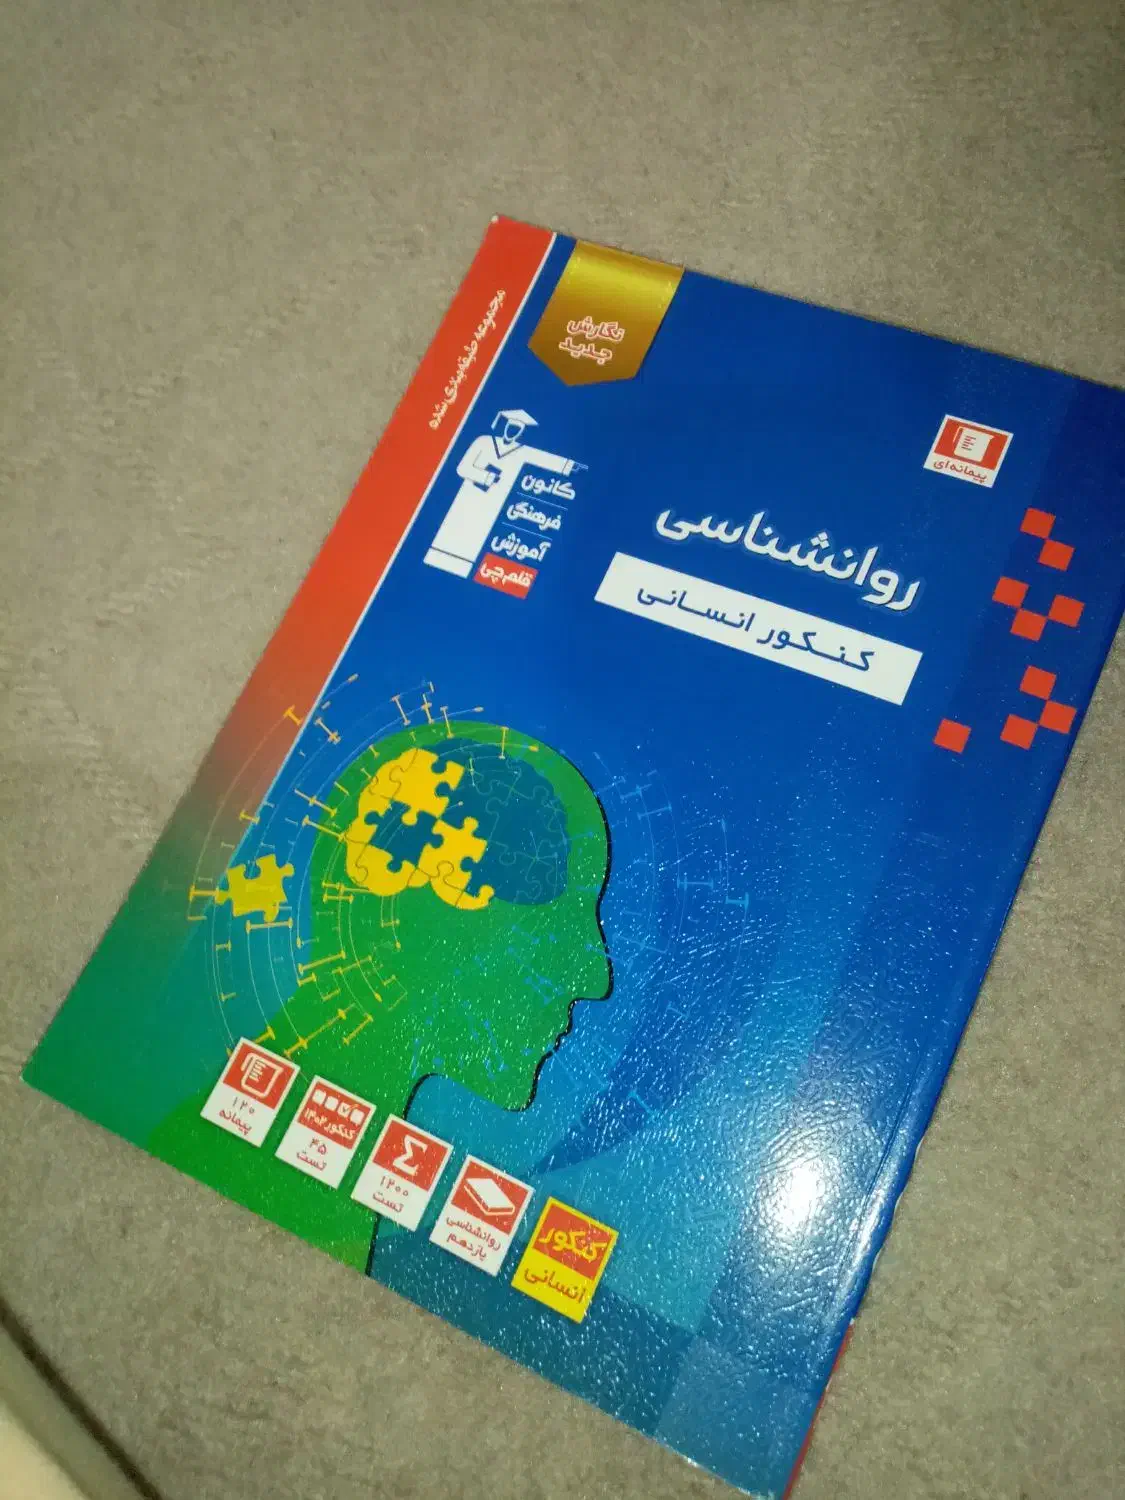 مجموعه طبقه‌بندی شده
نگارش
جدید
پیمانه‌ای
کانون
فرهنگی
آموزش
قلم‌چی
روانشناسی
کنکور انسانی
کنکور
انسانی
روانشناسی
یازدهم
۱۲۰۰
تست
کنکور ۱۴۰۲
۴۵
تست
۱۲۰
پیمانه